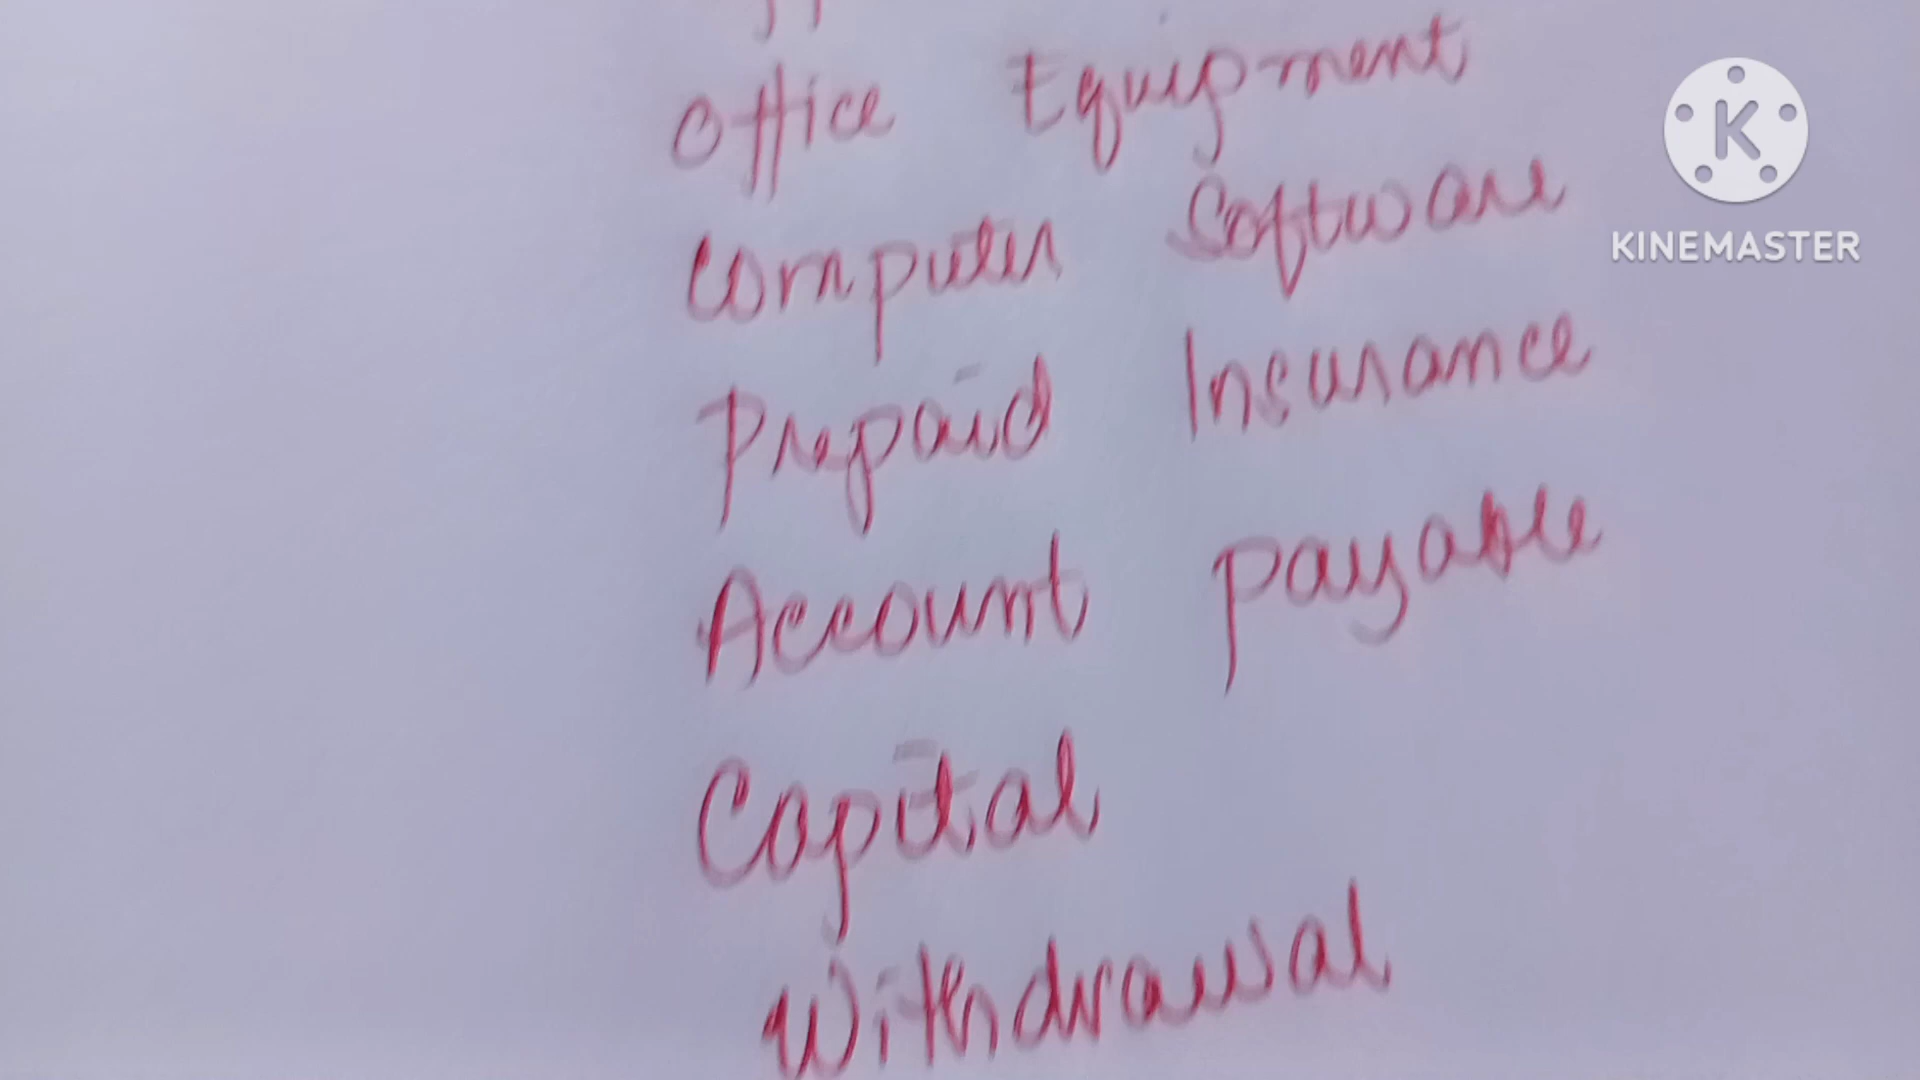 Office Equipment
Computer Software
Prepaid Insurance
Account payable
Capital
Withdrawal
KINEMASTER